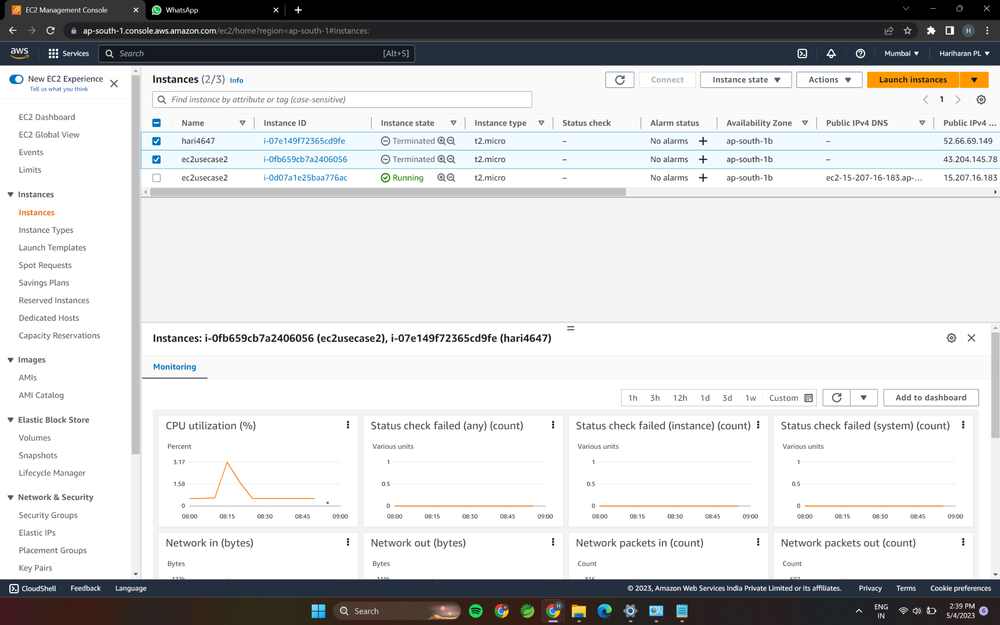 EC2 Management Console
WhatsApp
ap-south-1.console.aws.amazon.com/ec2/home?region=ap-south-1#Instances:
H
aws
Services
Search
[Alt+S]
Mumbai
Hariharan PL
New EC2 Experience
Tell us what you think
EC2 Dashboard
EC2 Global View
Events
Limits
Instances
Instances
Instance Types
Launch Templates
Spot Requests
Savings Plans
Reserved Instances
Dedicated Hosts
Capacity Reservations
Images
AMIs
AMI Catalog
Elastic Block Store
Volumes
Snapshots
Lifecycle Manager
Network & Security
Security Groups
Elastic IPs
Placement Groups
Key Pairs
Instances (2/3) Info
Connect
Instance state
Actions
Launch instances
Find instance by attribute or tag (case-sensitive)
1
Name Instance ID Instance state Instance type Status check Alarm status Availability Zone Public IPv4 DNS Public IPv4 ...
hari4647 i-07e149f72365cd9fe Terminated t2.micro – No alarms + ap-south-1b – 52.66.69.149
ec2usecase2 i-0fb659cb7a2406056 Terminated t2.micro – No alarms + ap-south-1b – 43.204.145.78
ec2usecase2 i-0d07a1e25baa776ac Running t2.micro – No alarms + ap-south-1b ec2-15-207-16-183.ap-... 15.207.16.183
Instances: i-0fb659cb7a2406056 (ec2usecase2), i-07e149f72365cd9fe (hari4647)
Monitoring
1h 3h 12h 1d 3d 1w Custom
Add to dashboard
CPU utilization (%)
Percent
3.17
1.58
0
08:00 08:15 08:30 08:45 09:00
Status check failed (any) (count)
Various units
1
0.5
0
08:00 08:15 08:30 08:45 09:00
Status check failed (instance) (count)
Various units
1
0.5
0
08:00 08:15 08:30 08:45 09:00
Status check failed (system) (count)
Various units
1
0.5
0
08:00 08:15 08:30 08:45 09:00
Network in (bytes)
Bytes
Network out (bytes)
Bytes
Network packets in (count)
Count
Network packets out (count)
Count
CloudShell
Feedback
Language
© 2023, Amazon Web Services India Private Limited or its affiliates.
Privacy
Terms
Cookie preferences
Search
ENG
IN
2:39 PM
5/4/2023
6